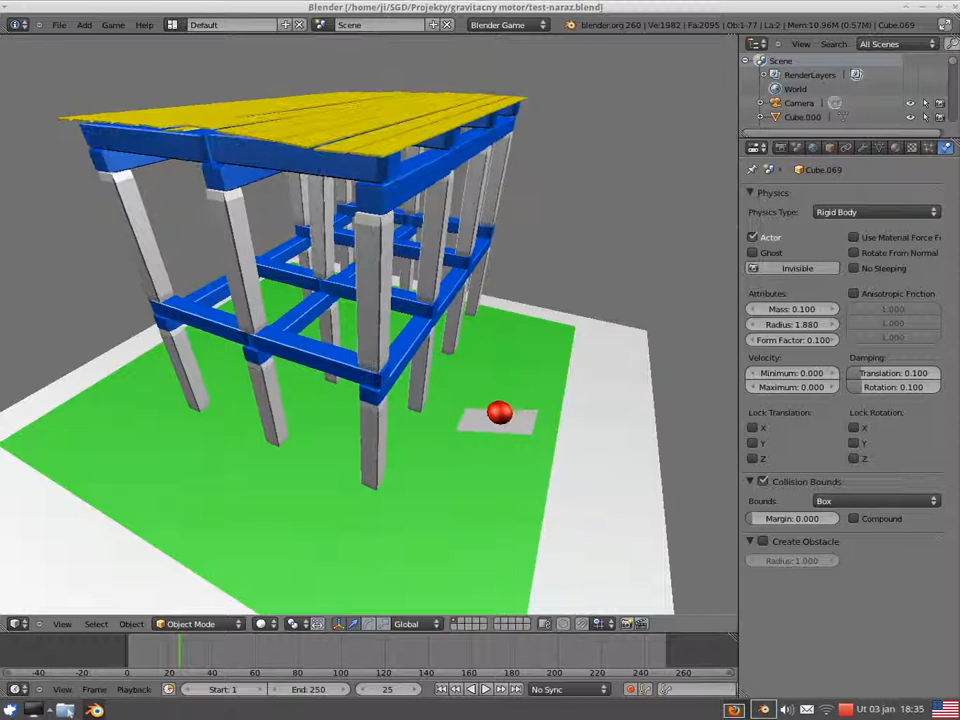 Blender [/home/ji/SGD/Projekty/gravitacny motor/test-naraz.blend]
File Add Game Help Default Scene Blender Game blender.org 260 | Ve:1982 | Fa:2095 | Ob:1-77 | La:2 | Mem:10.96M (0.57M) | Cube.069
View Search All Scenes
Scene
RenderLayers
World
Camera
Cube.000
Cube.069
Physics
Physics Type: Rigid Body
Actor Use Material Force Fi
Ghost Rotate From Normal
Invisible No Sleeping
Attributes: Anisotropic Friction
Mass: 0.100 1.000
Radius: 1.880 1.000
Form Factor: 0.100 1.000
Velocity: Damping:
Minimum: 0.000 Translation: 0.100
Maximum: 0.000 Rotation: 0.100
Lock Translation: Lock Rotation:
X X
Y Y
Z Z
Collision Bounds
Bounds: Box
Margin: 0.000 Compound
Create Obstacle
Radius: 1.000
View Select Object Object Mode Global
-40 -20 0 20 40 60 80 100 120 140 160 180 200 220 240 260
View Frame Playback Start: 1 End: 250 25 No Sync
Ut 03 jan 18:35